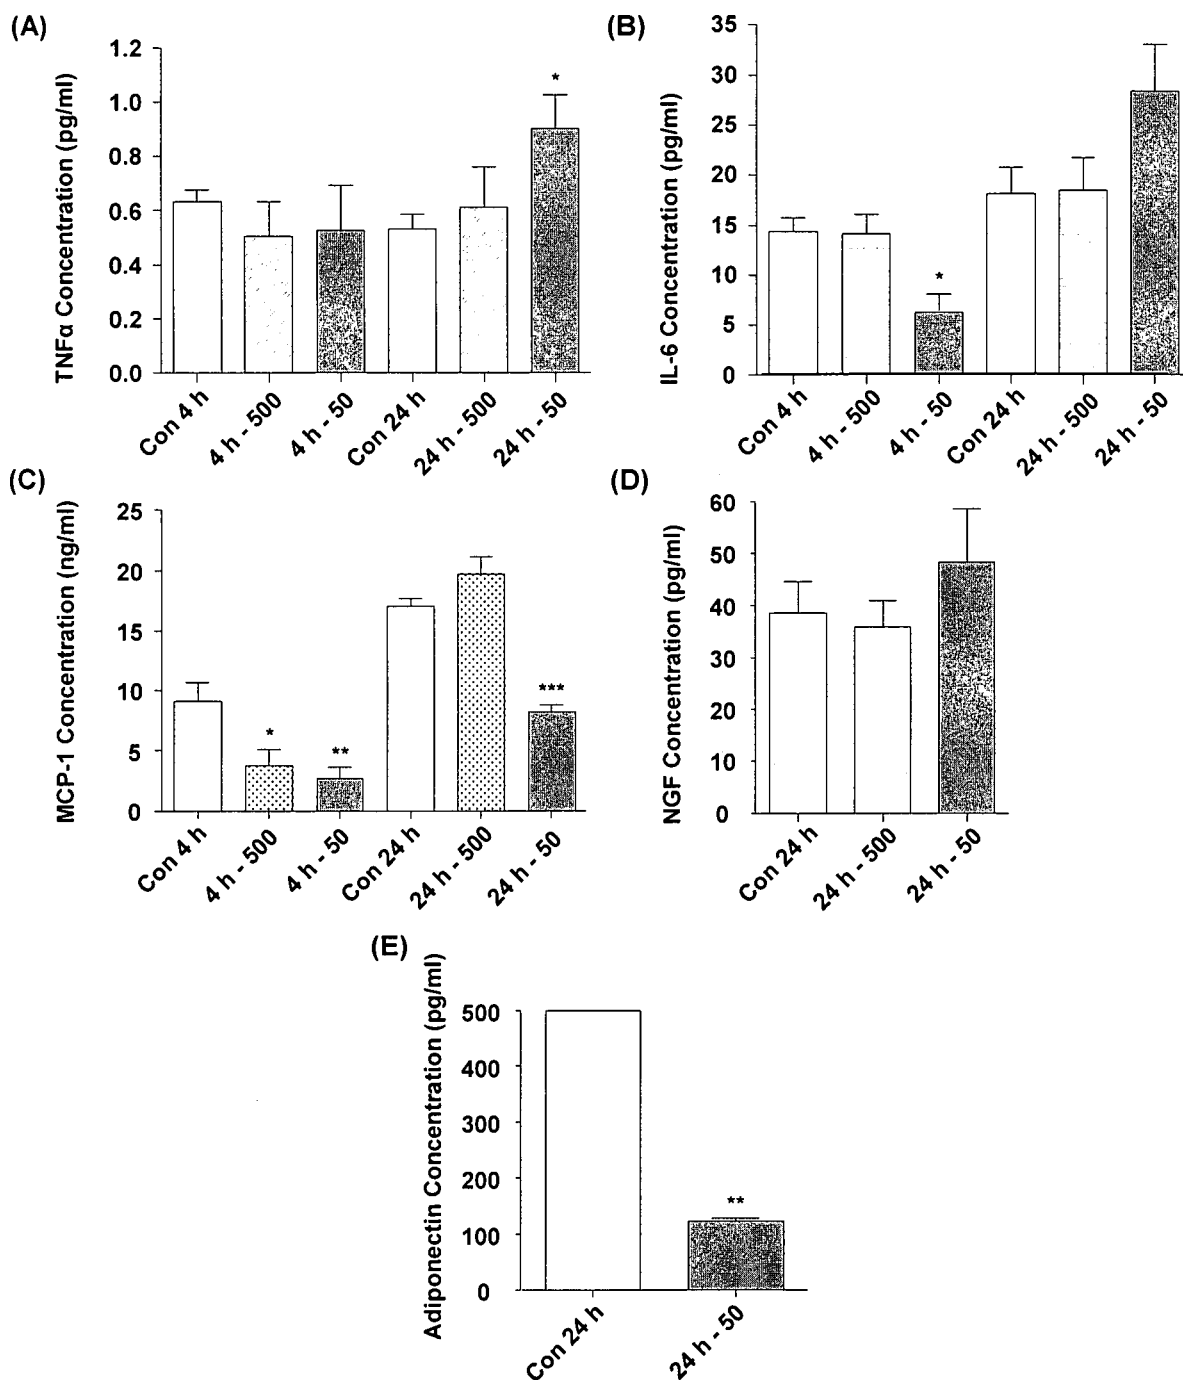 (A)
TNFα Concentration (pg/ml)
1.2
1.0
0.8
0.6
0.4
0.2
0.0
*
Con 4 h
4 h - 500
4 h - 50
Con 24 h
24 h - 500
24 h - 50
(B)
IL-6 Concentration (pg/ml)
35
30
25
20
15
10
5
0
*
Con 4 h
4 h - 500
4 h - 50
Con 24 h
24 h - 500
24 h - 50
(C)
MCP-1 Concentration (ng/ml)
25
20
15
10
5
0
*
**
***
Con 4 h
4 h - 500
4 h - 50
Con 24 h
24 h - 500
24 h - 50
(D)
NGF Concentration (pg/ml)
60
50
40
30
20
10
0
Con 24 h
24 h - 500
24 h - 50
(E)
Adiponectin Concentration (pg/ml)
500
400
300
200
100
0
**
Con 24 h
24 h - 50